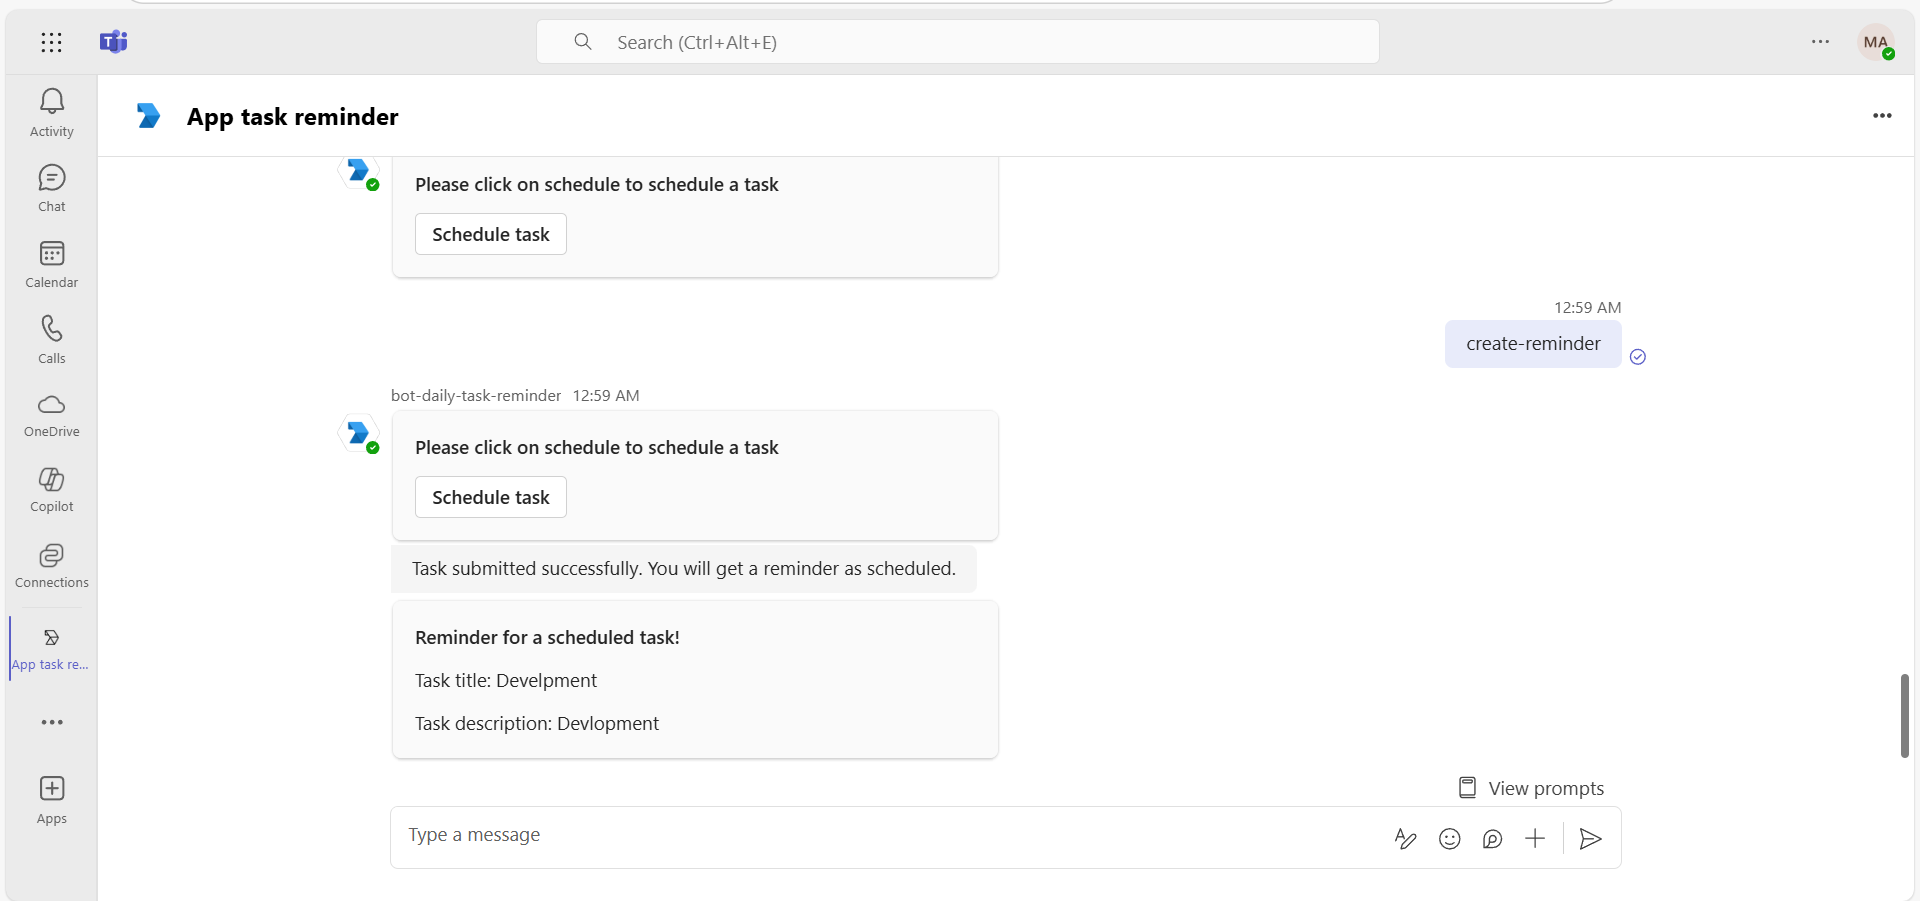 Search (Ctrl+Alt+E)
MA
Activity
Chat
Calendar
Calls
OneDrive
Copilot
Connections
App task re...
Apps
App task reminder
Please click on schedule to schedule a task
Schedule task
12:59 AM
create-reminder
bot-daily-task-reminder 12:59 AM
Please click on schedule to schedule a task
Schedule task
Task submitted successfully. You will get a reminder as scheduled.
Reminder for a scheduled task!
Task title: Develpment
Task description: Devlopment
View prompts
Type a message